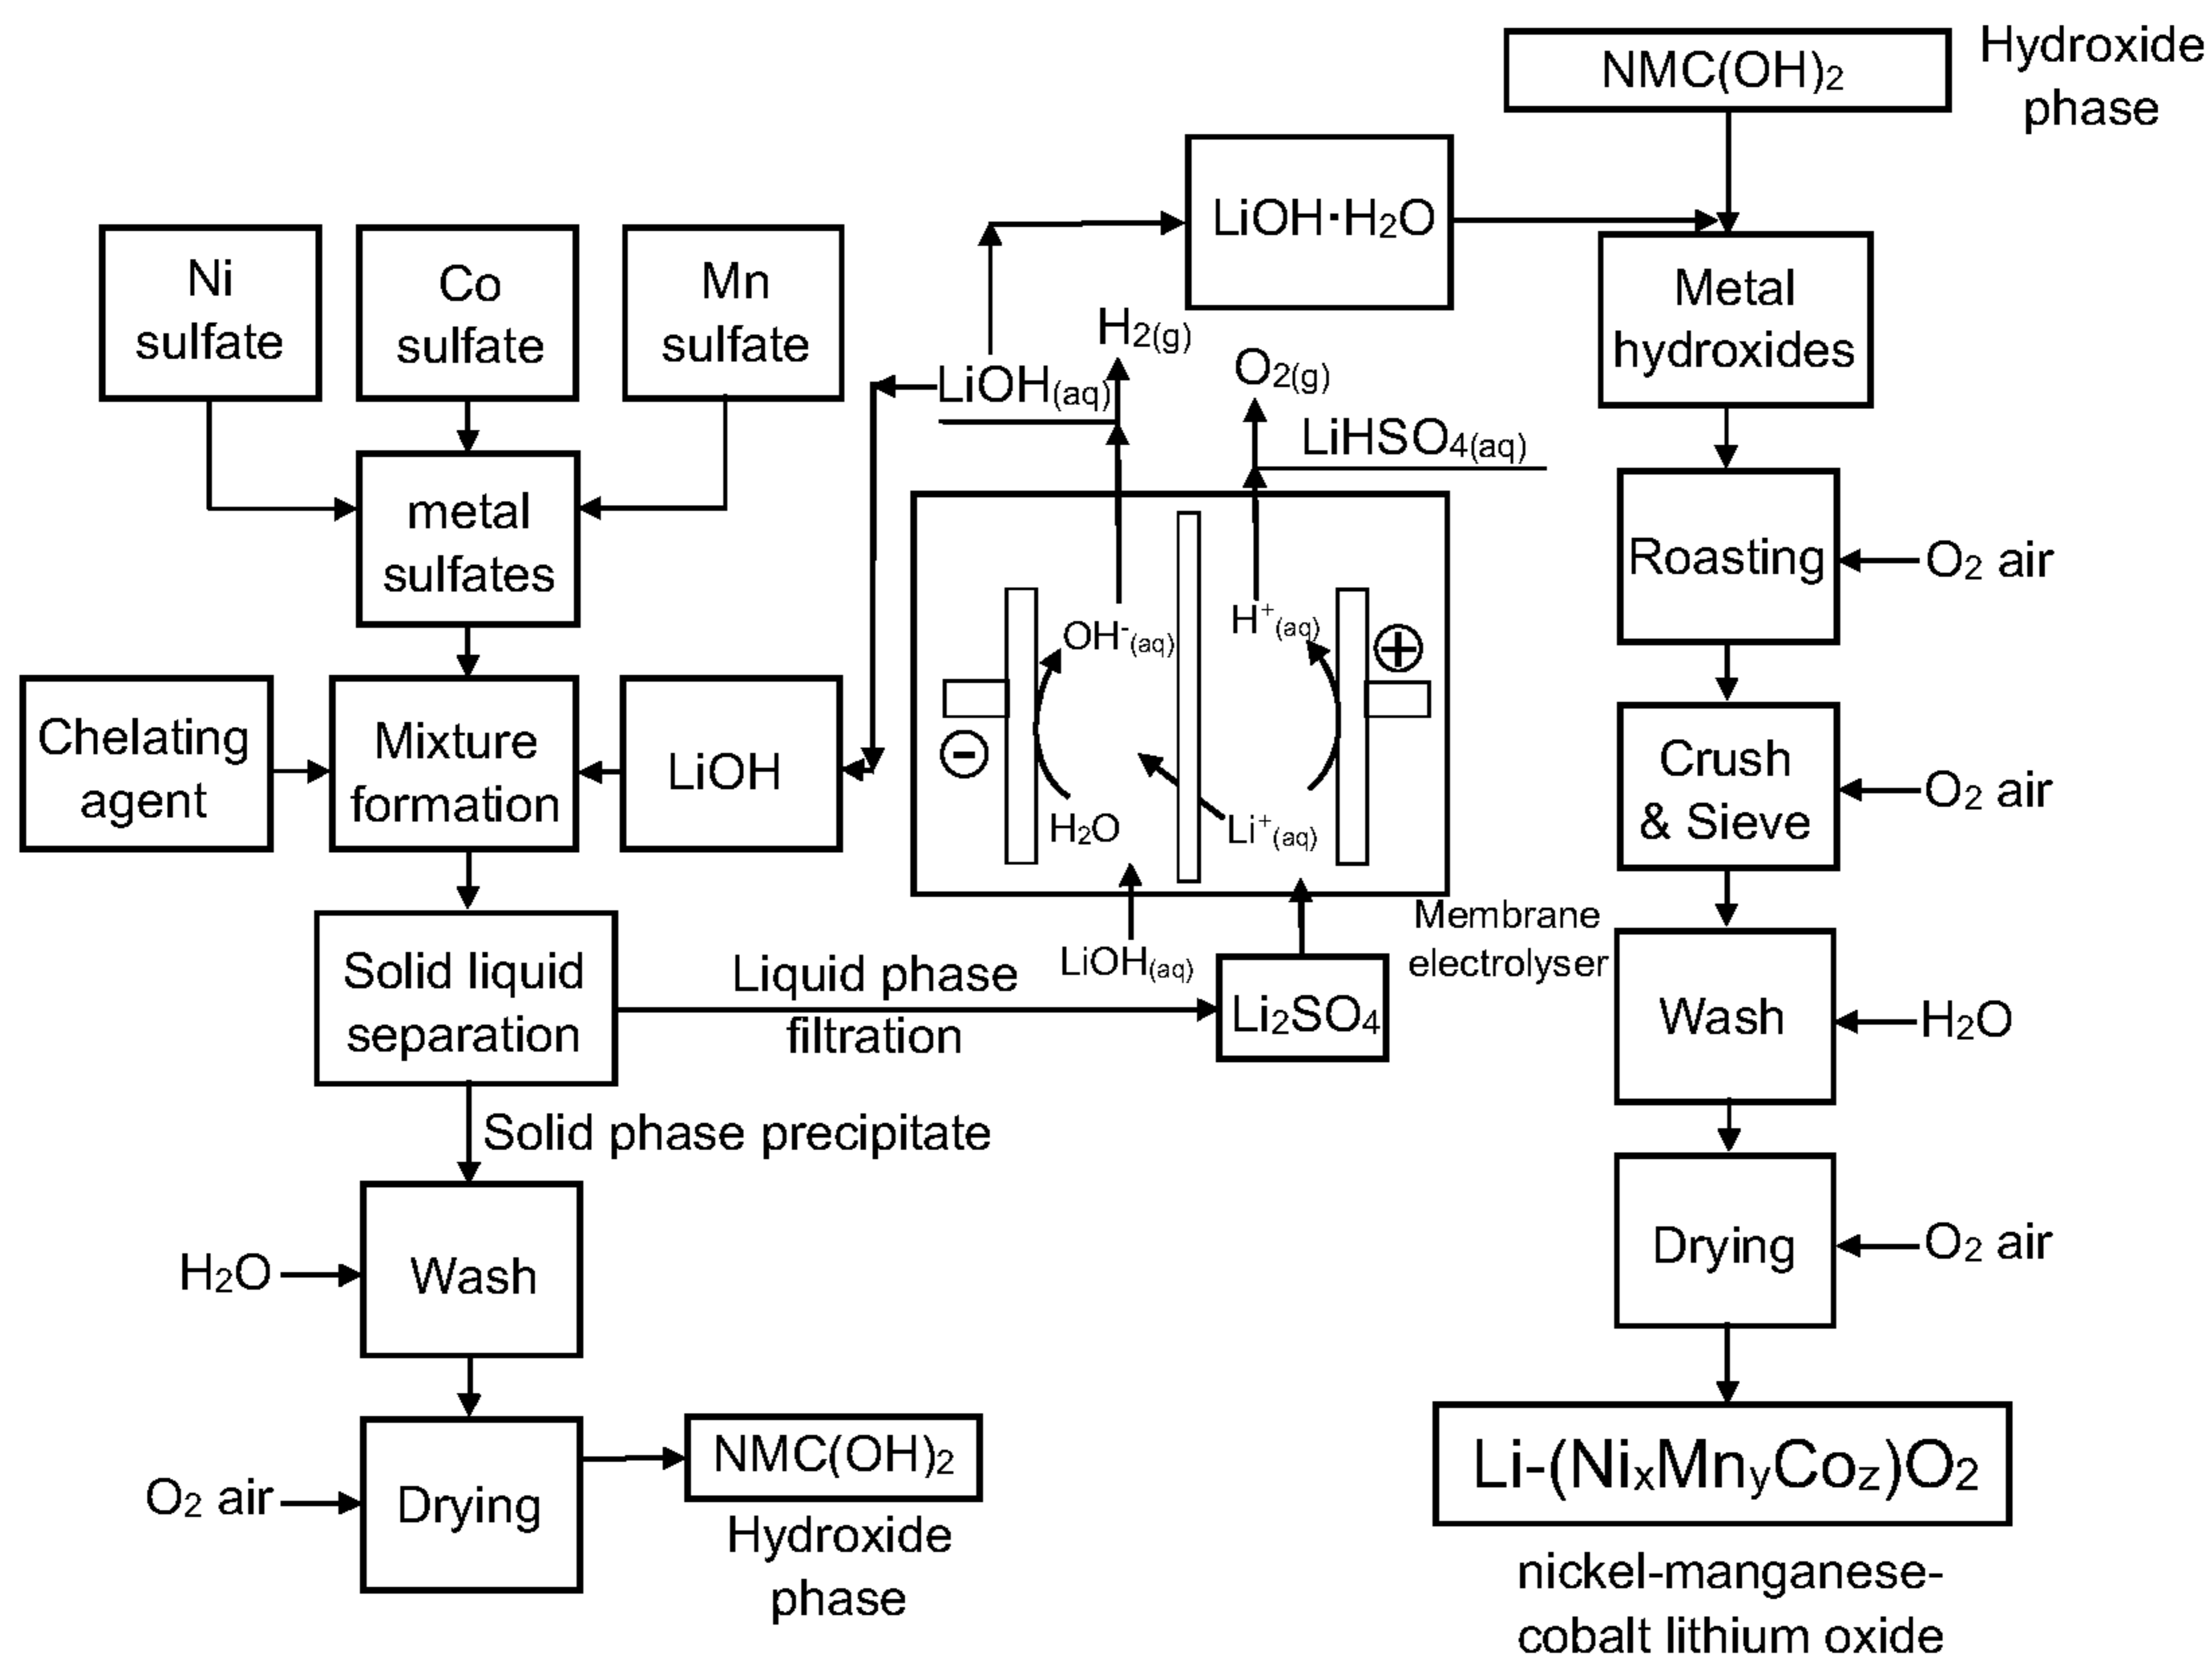 NMC(OH)₂
Hydroxide
phase
LiOH·H₂O
Ni
sulfate
Co
sulfate
Mn
sulfate
Metal
hydroxides
H₂(g)
O₂(g)
LiOH(aq)
LiHSO₄(aq)
metal
sulfates
Roasting
O₂ air
OH⁻(aq)
H⁺(aq)
+
-
H₂O
Li⁺(aq)
Chelating
agent
Mixture
formation
LiOH
Crush
& Sieve
O₂ air
Membrane
electrolyser
LiOH(aq)
Li₂SO₄
Solid liquid
separation
Liquid phase
filtration
Wash
H₂O
Solid phase precipitate
H₂O
Wash
Drying
O₂ air
O₂ air
Drying
NMC(OH)₂
Hydroxide
phase
Li-(NiₓMnᵧCo_z)O₂
nickel-manganese-
cobalt lithium oxide